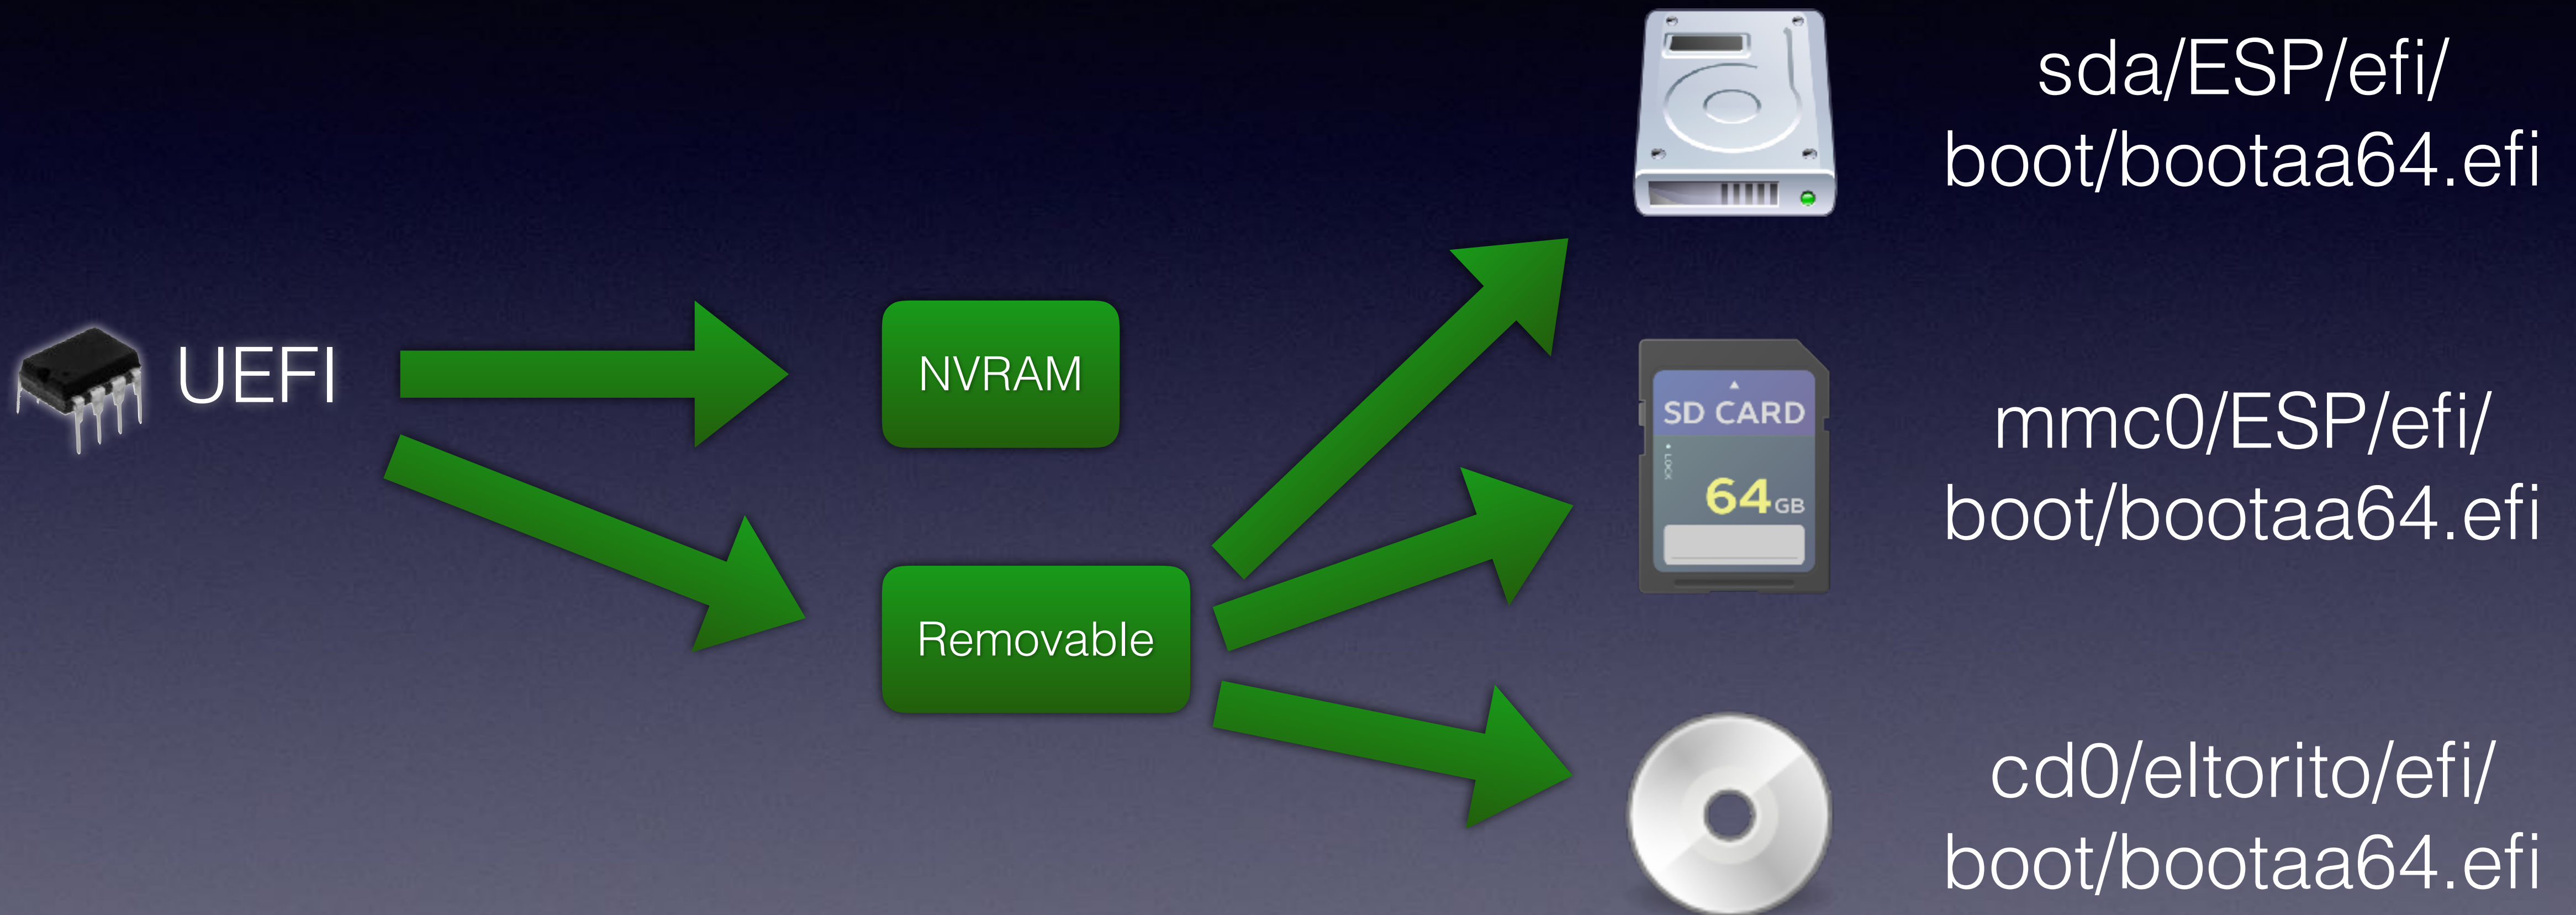 UEFI
NVRAM
Removable
sda/ESP/efi/
boot/bootaa64.efi
SD CARD
LOCK
64GB
mmc0/ESP/efi/
boot/bootaa64.efi
cd0/eltorito/efi/
boot/bootaa64.efi